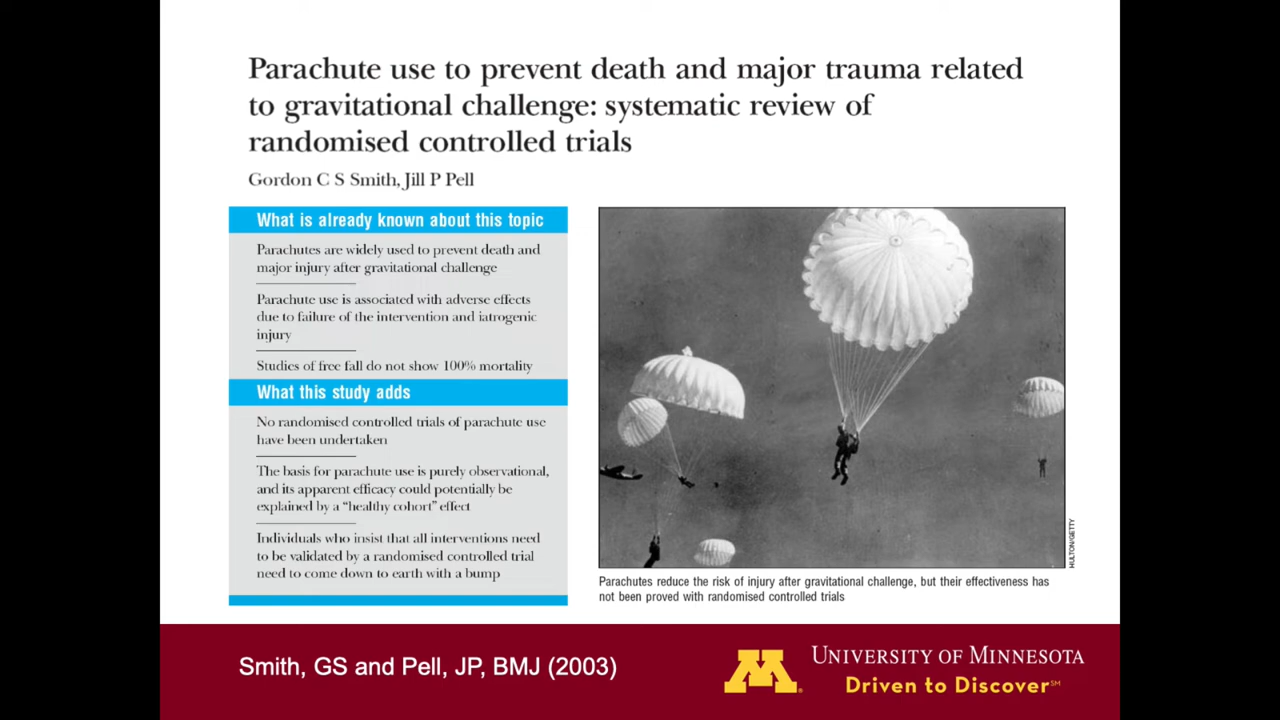 Parachute use to prevent death and major trauma related
to gravitational challenge: systematic review of
randomised controlled trials
Gordon C S Smith, Jill P Pell
What is already known about this topic
Parachutes are widely used to prevent death and
major injury after gravitational challenge
Parachute use is associated with adverse effects
due to failure of the intervention and iatrogenic
injury
Studies of free fall do not show 100% mortality
What this study adds
No randomised controlled trials of parachute use
have been undertaken
The basis for parachute use is purely observational,
and its apparent efficacy could potentially be
explained by a “healthy cohort” effect
Individuals who insist that all interventions need
to be validated by a randomised controlled trial
need to come down to earth with a bump
HULTON/GETTY
Parachutes reduce the risk of injury after gravitational challenge, but their effectiveness has
not been proved with randomised controlled trials
Smith, GS and Pell, JP, BMJ (2003)
M
UNIVERSITY OF MINNESOTA
Driven to Discover℠